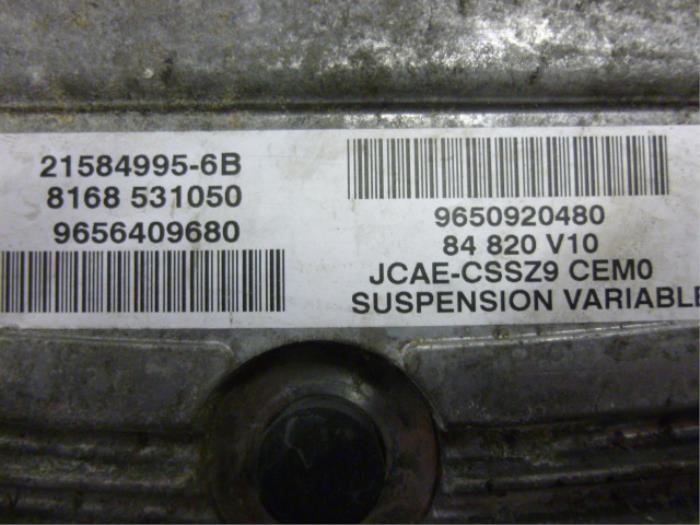 21584995-6B
8168 531050
9656409680
9650920480
84 820 V10
JCAE-CSSZ9 CEM0
SUSPENSION VARIABLE